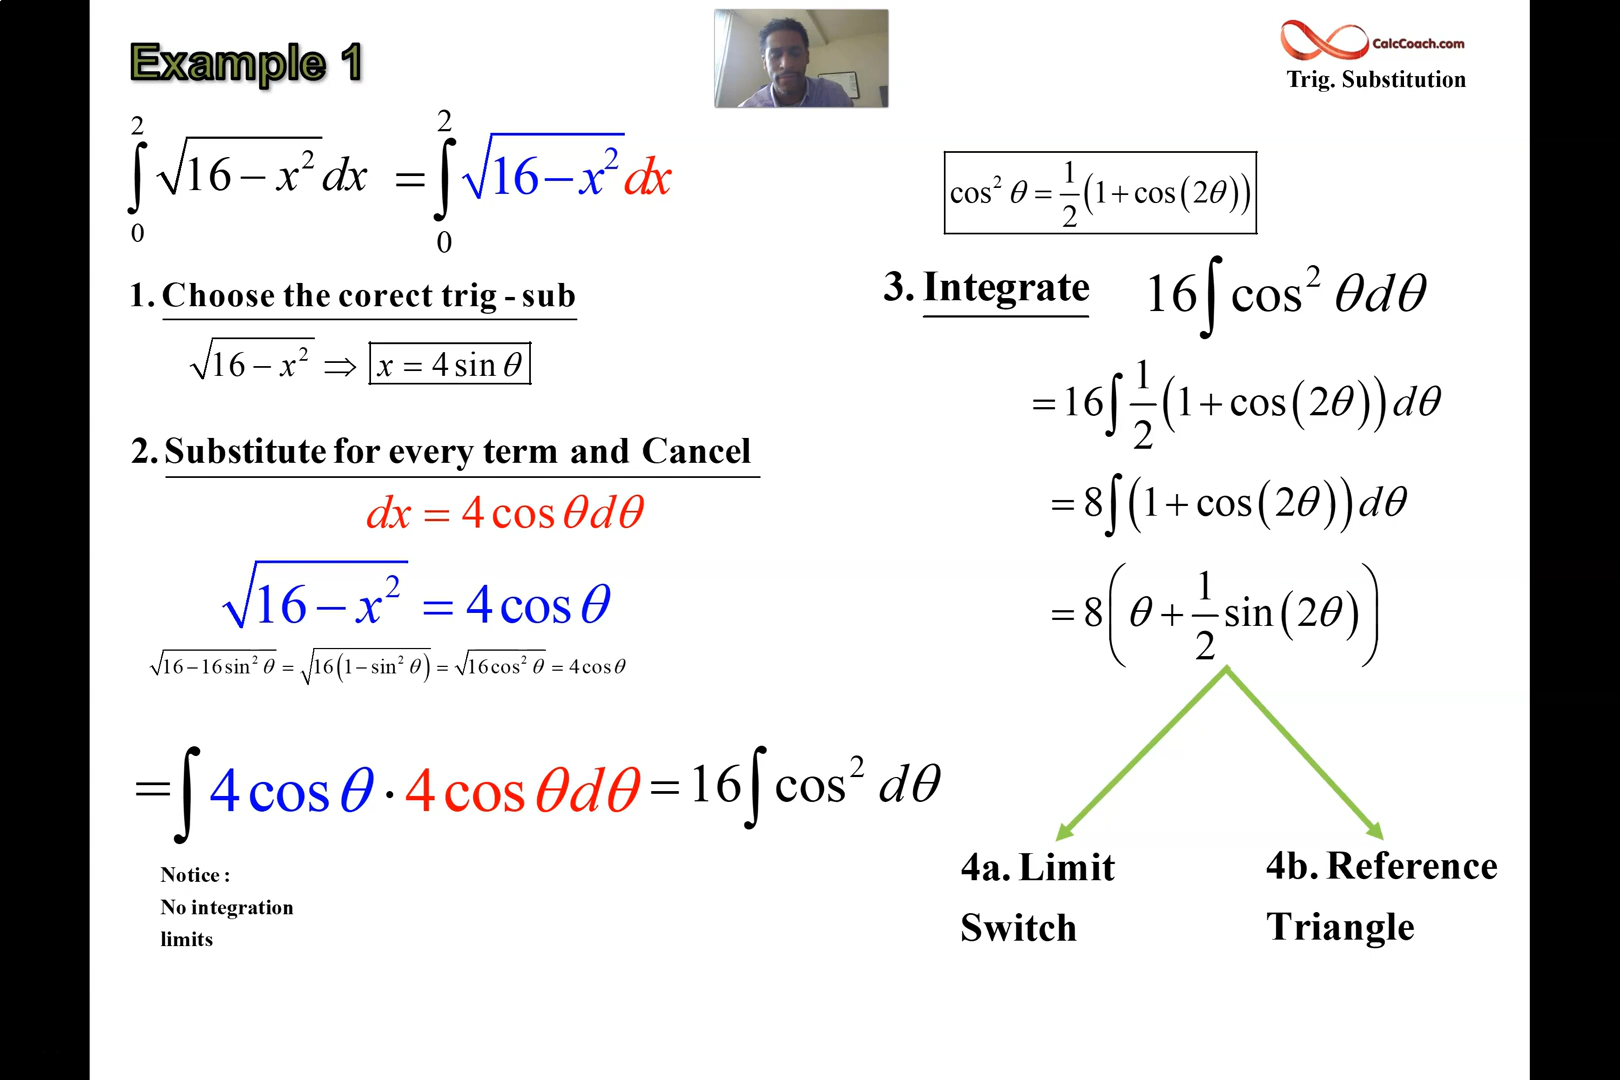 Example 1
CalcCoach.com
Trig. Substitution
∫₀² √(16 − x²) dx = ∫₀² √(16 − x²) dx
1. Choose the corect trig - sub
√(16 − x²) ⇒ x = 4 sin θ
2. Substitute for every term and Cancel
dx = 4 cos θdθ
√(16 − x²) = 4 cos θ
√(16 − 16 sin² θ) = √(16(1 − sin² θ)) = √(16 cos² θ) = 4 cos θ
= ∫ 4 cos θ · 4 cos θdθ = 16∫ cos² dθ
Notice :
No integration
limits
cos² θ = 1/2 (1 + cos(2θ))
3. Integrate 16∫ cos² θdθ
= 16∫ 1/2 (1 + cos(2θ)) dθ
= 8∫ (1 + cos(2θ)) dθ
= 8(θ + 1/2 sin(2θ))
4a. Limit
Switch
4b. Reference
Triangle